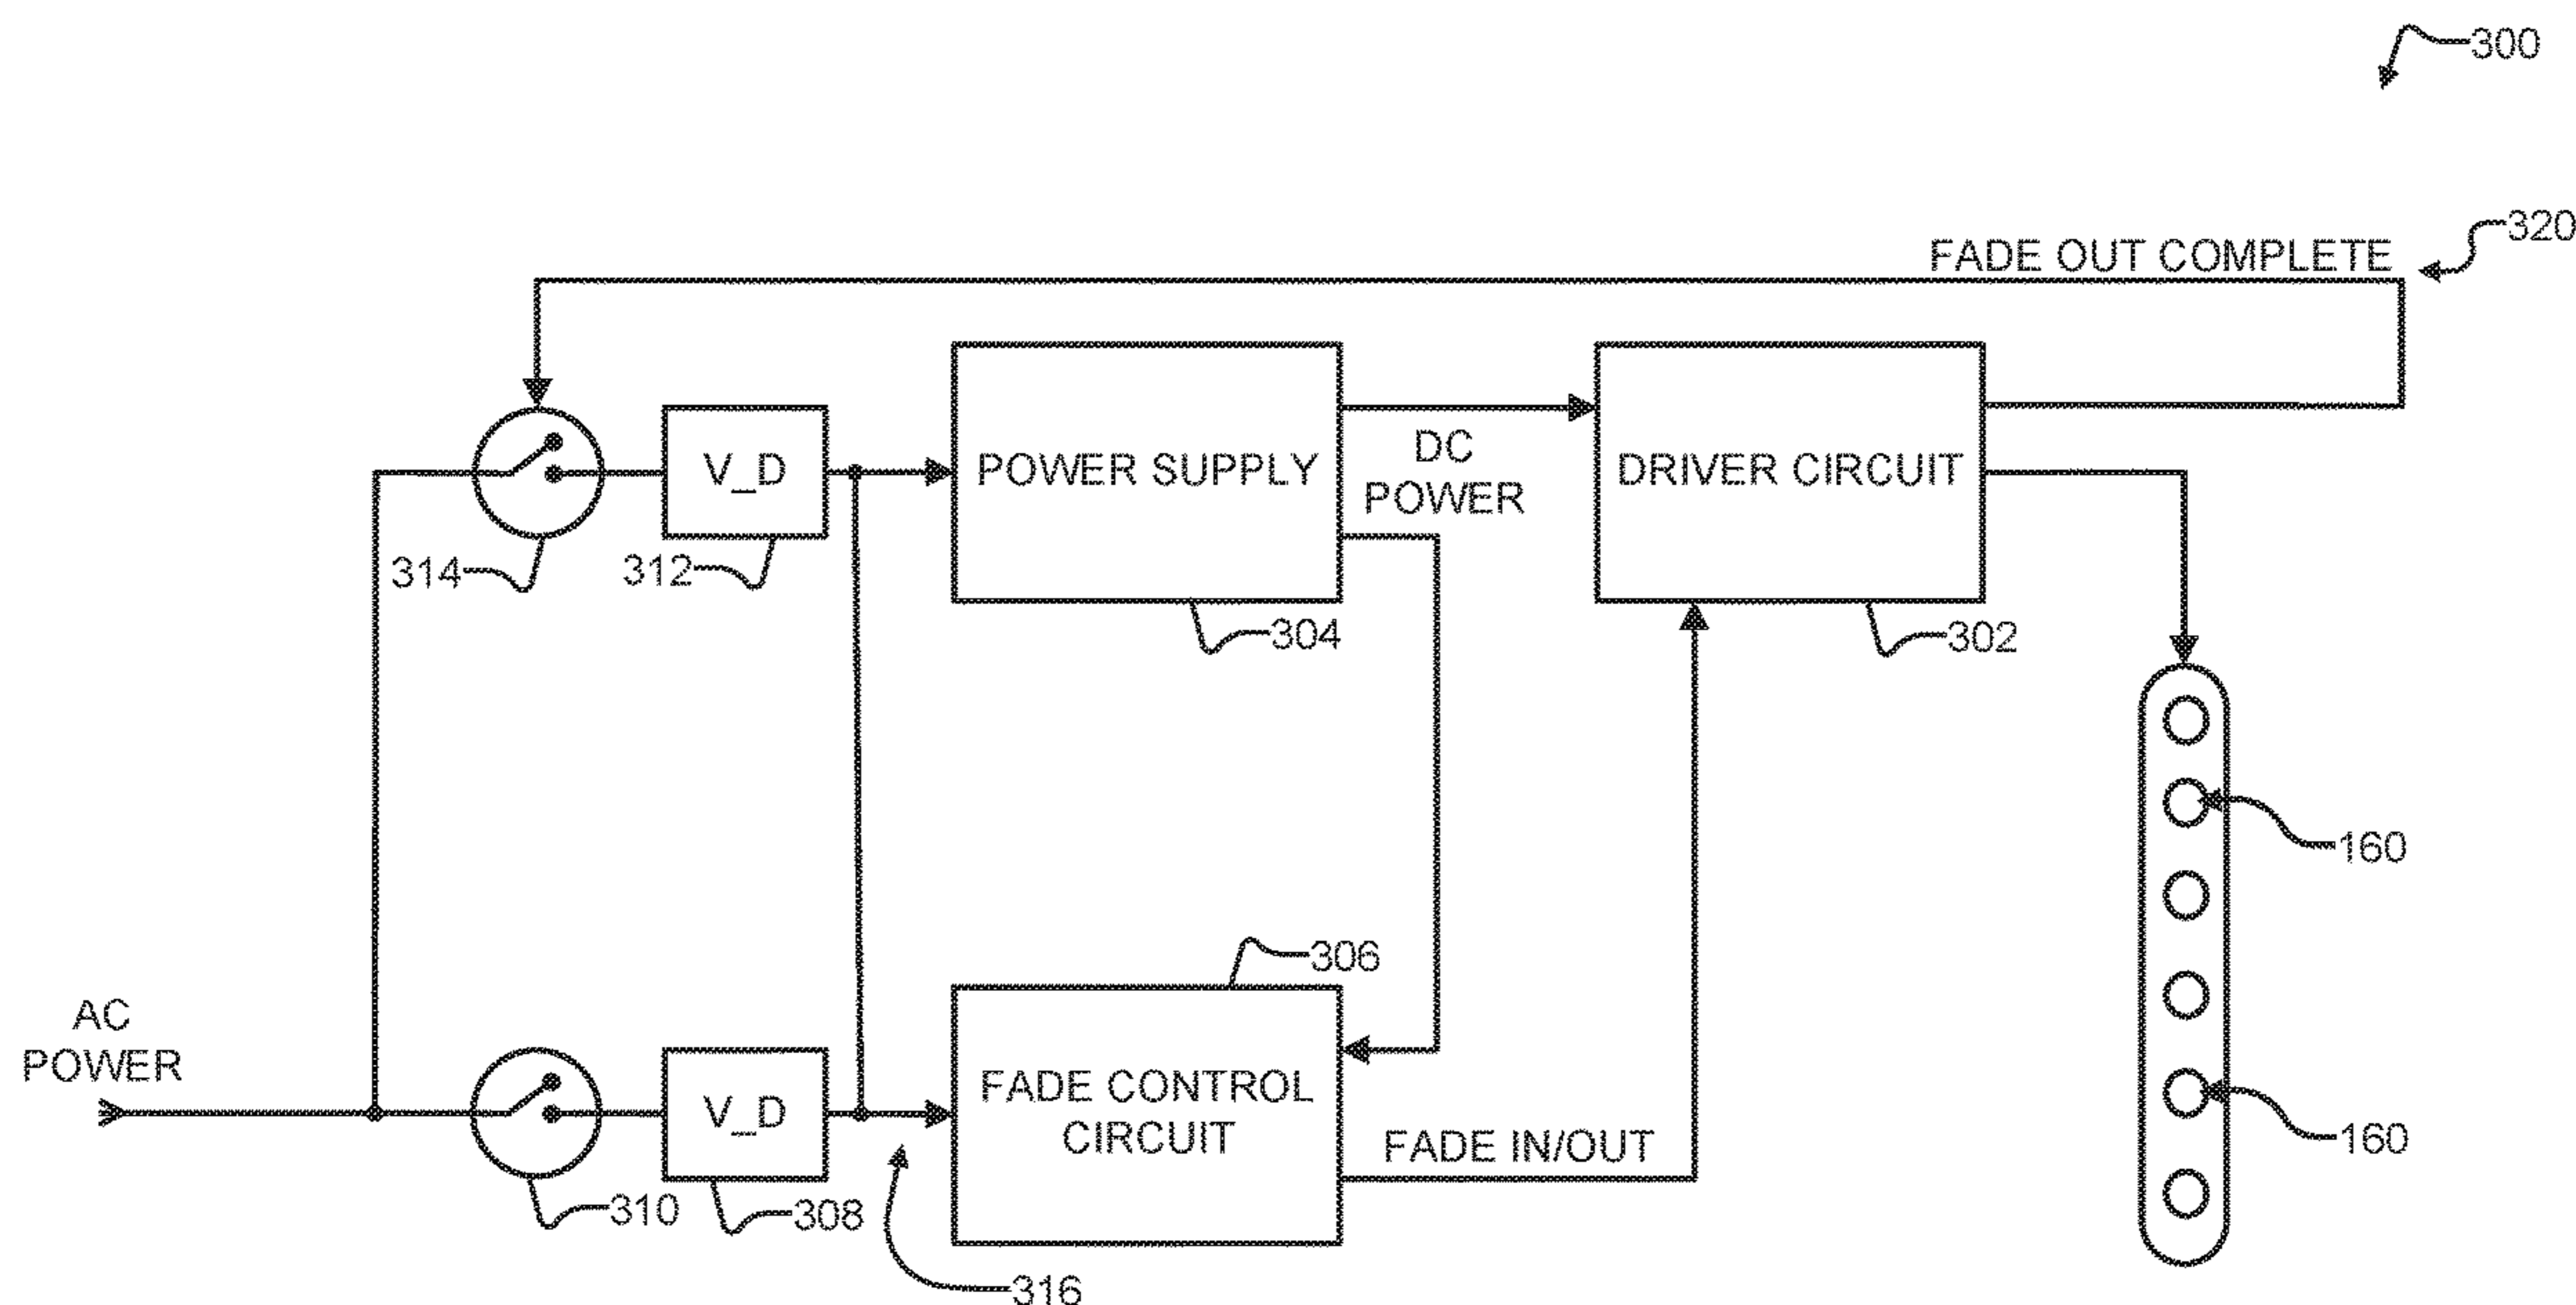 300
320
FADE OUT COMPLETE
V_D
POWER SUPPLY
DC
POWER
DRIVER CIRCUIT
314
312
304
302
160
306
AC
POWER
V_D
FADE CONTROL
CIRCUIT
FADE IN/OUT
160
310
308
316